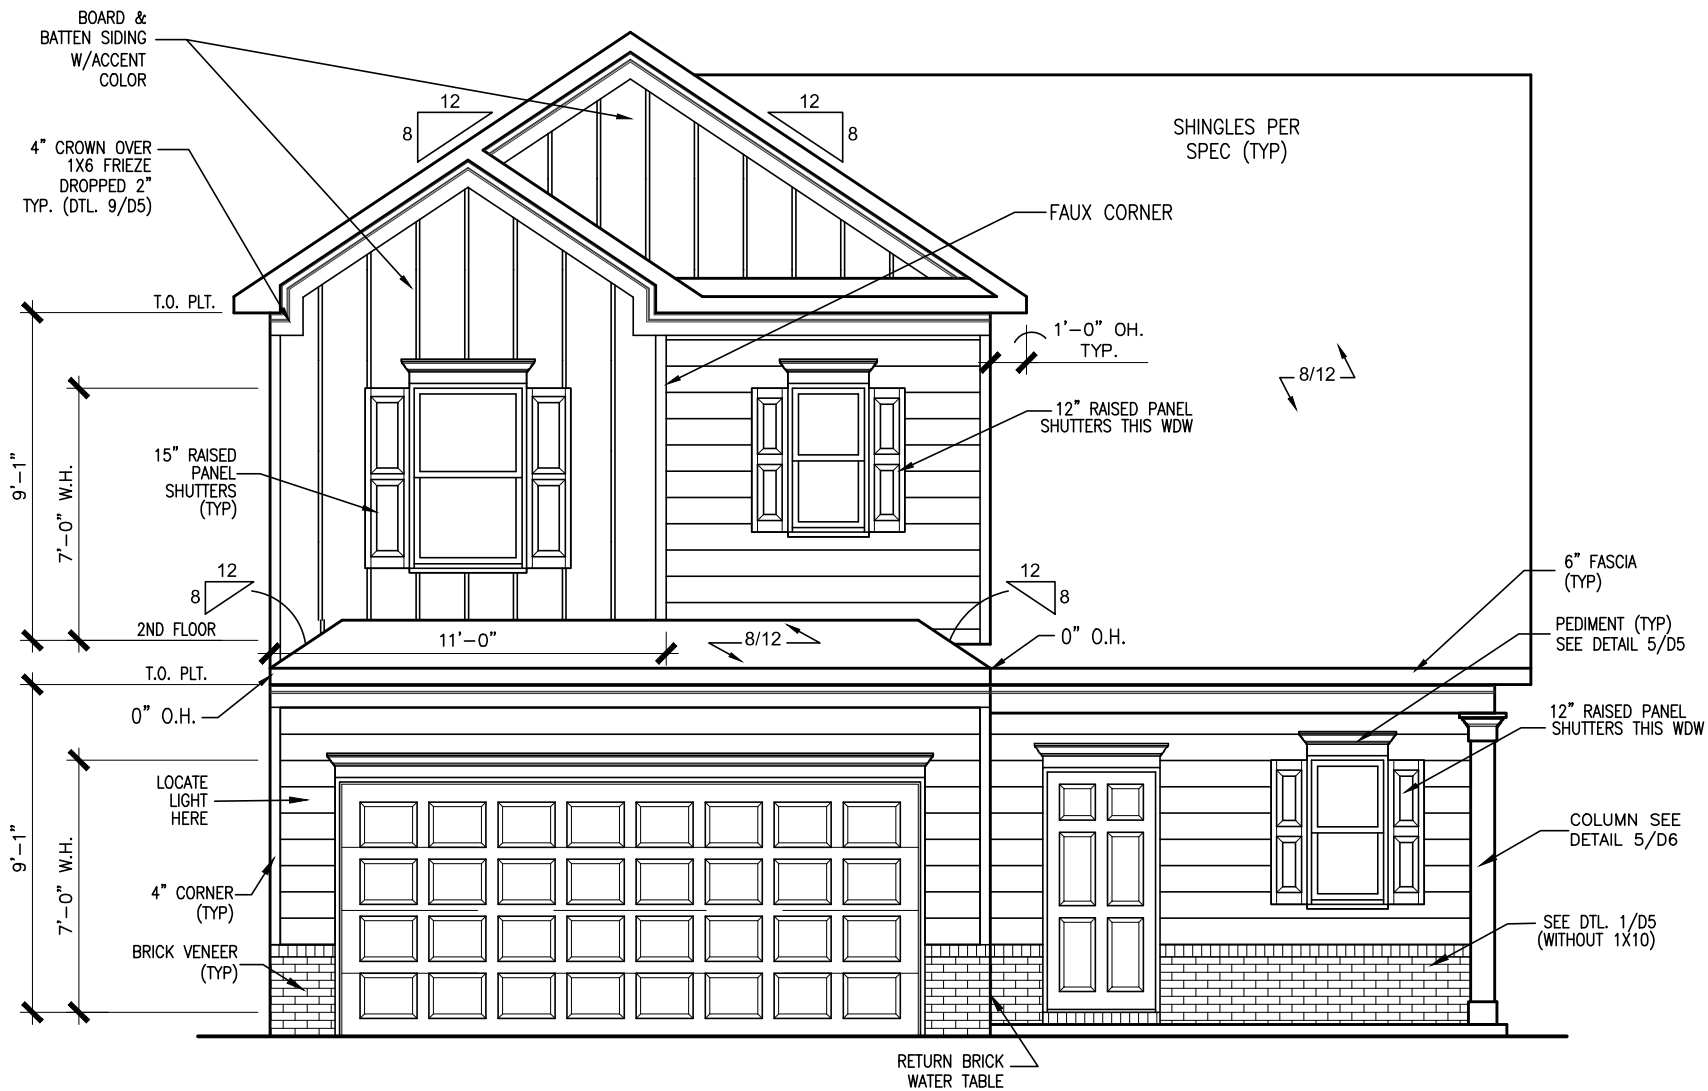 BOARD &
BATTEN SIDING
W/ACCENT
COLOR
12
8
12
8
SHINGLES PER
SPEC (TYP)
4" CROWN OVER
1X6 FRIEZE
DROPPED 2"
TYP. (DTL. 9/D5)
FAUX CORNER
T.O. PLT.
1'-0" OH.
TYP.
8/12
12" RAISED PANEL
SHUTTERS THIS WDW
15" RAISED
PANEL
SHUTTERS
(TYP)
9'-1"
7'-0" W.H.
12
8
12
8
6" FASCIA
(TYP)
2ND FLOOR
11'-0"
8/12
0" O.H.
PEDIMENT (TYP)
SEE DETAIL 5/D5
T.O. PLT.
0" O.H.
12" RAISED PANEL
SHUTTERS THIS WDW
LOCATE
LIGHT
HERE
COLUMN SEE
DETAIL 5/D6
9'-1"
7'-0" W.H.
4" CORNER
(TYP)
SEE DTL. 1/D5
(WITHOUT 1X10)
BRICK VENEER
(TYP)
RETURN BRICK
WATER TABLE